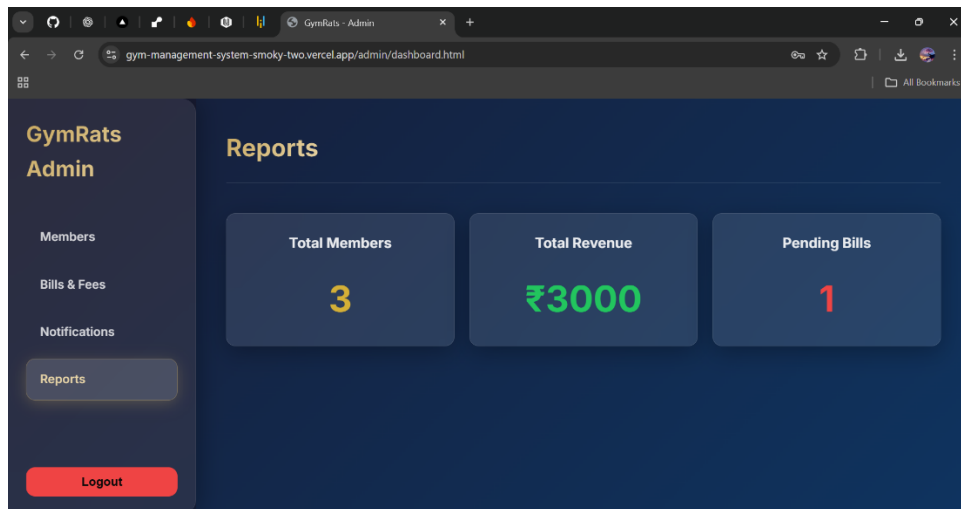 GymRats - Admin
gym-management-system-smoky-two.vercel.app/admin/dashboard.html
All Bookmarks
GymRats
Admin
Members
Bills & Fees
Notifications
Reports
Logout
Reports
Total Members
3
Total Revenue
₹3000
Pending Bills
1